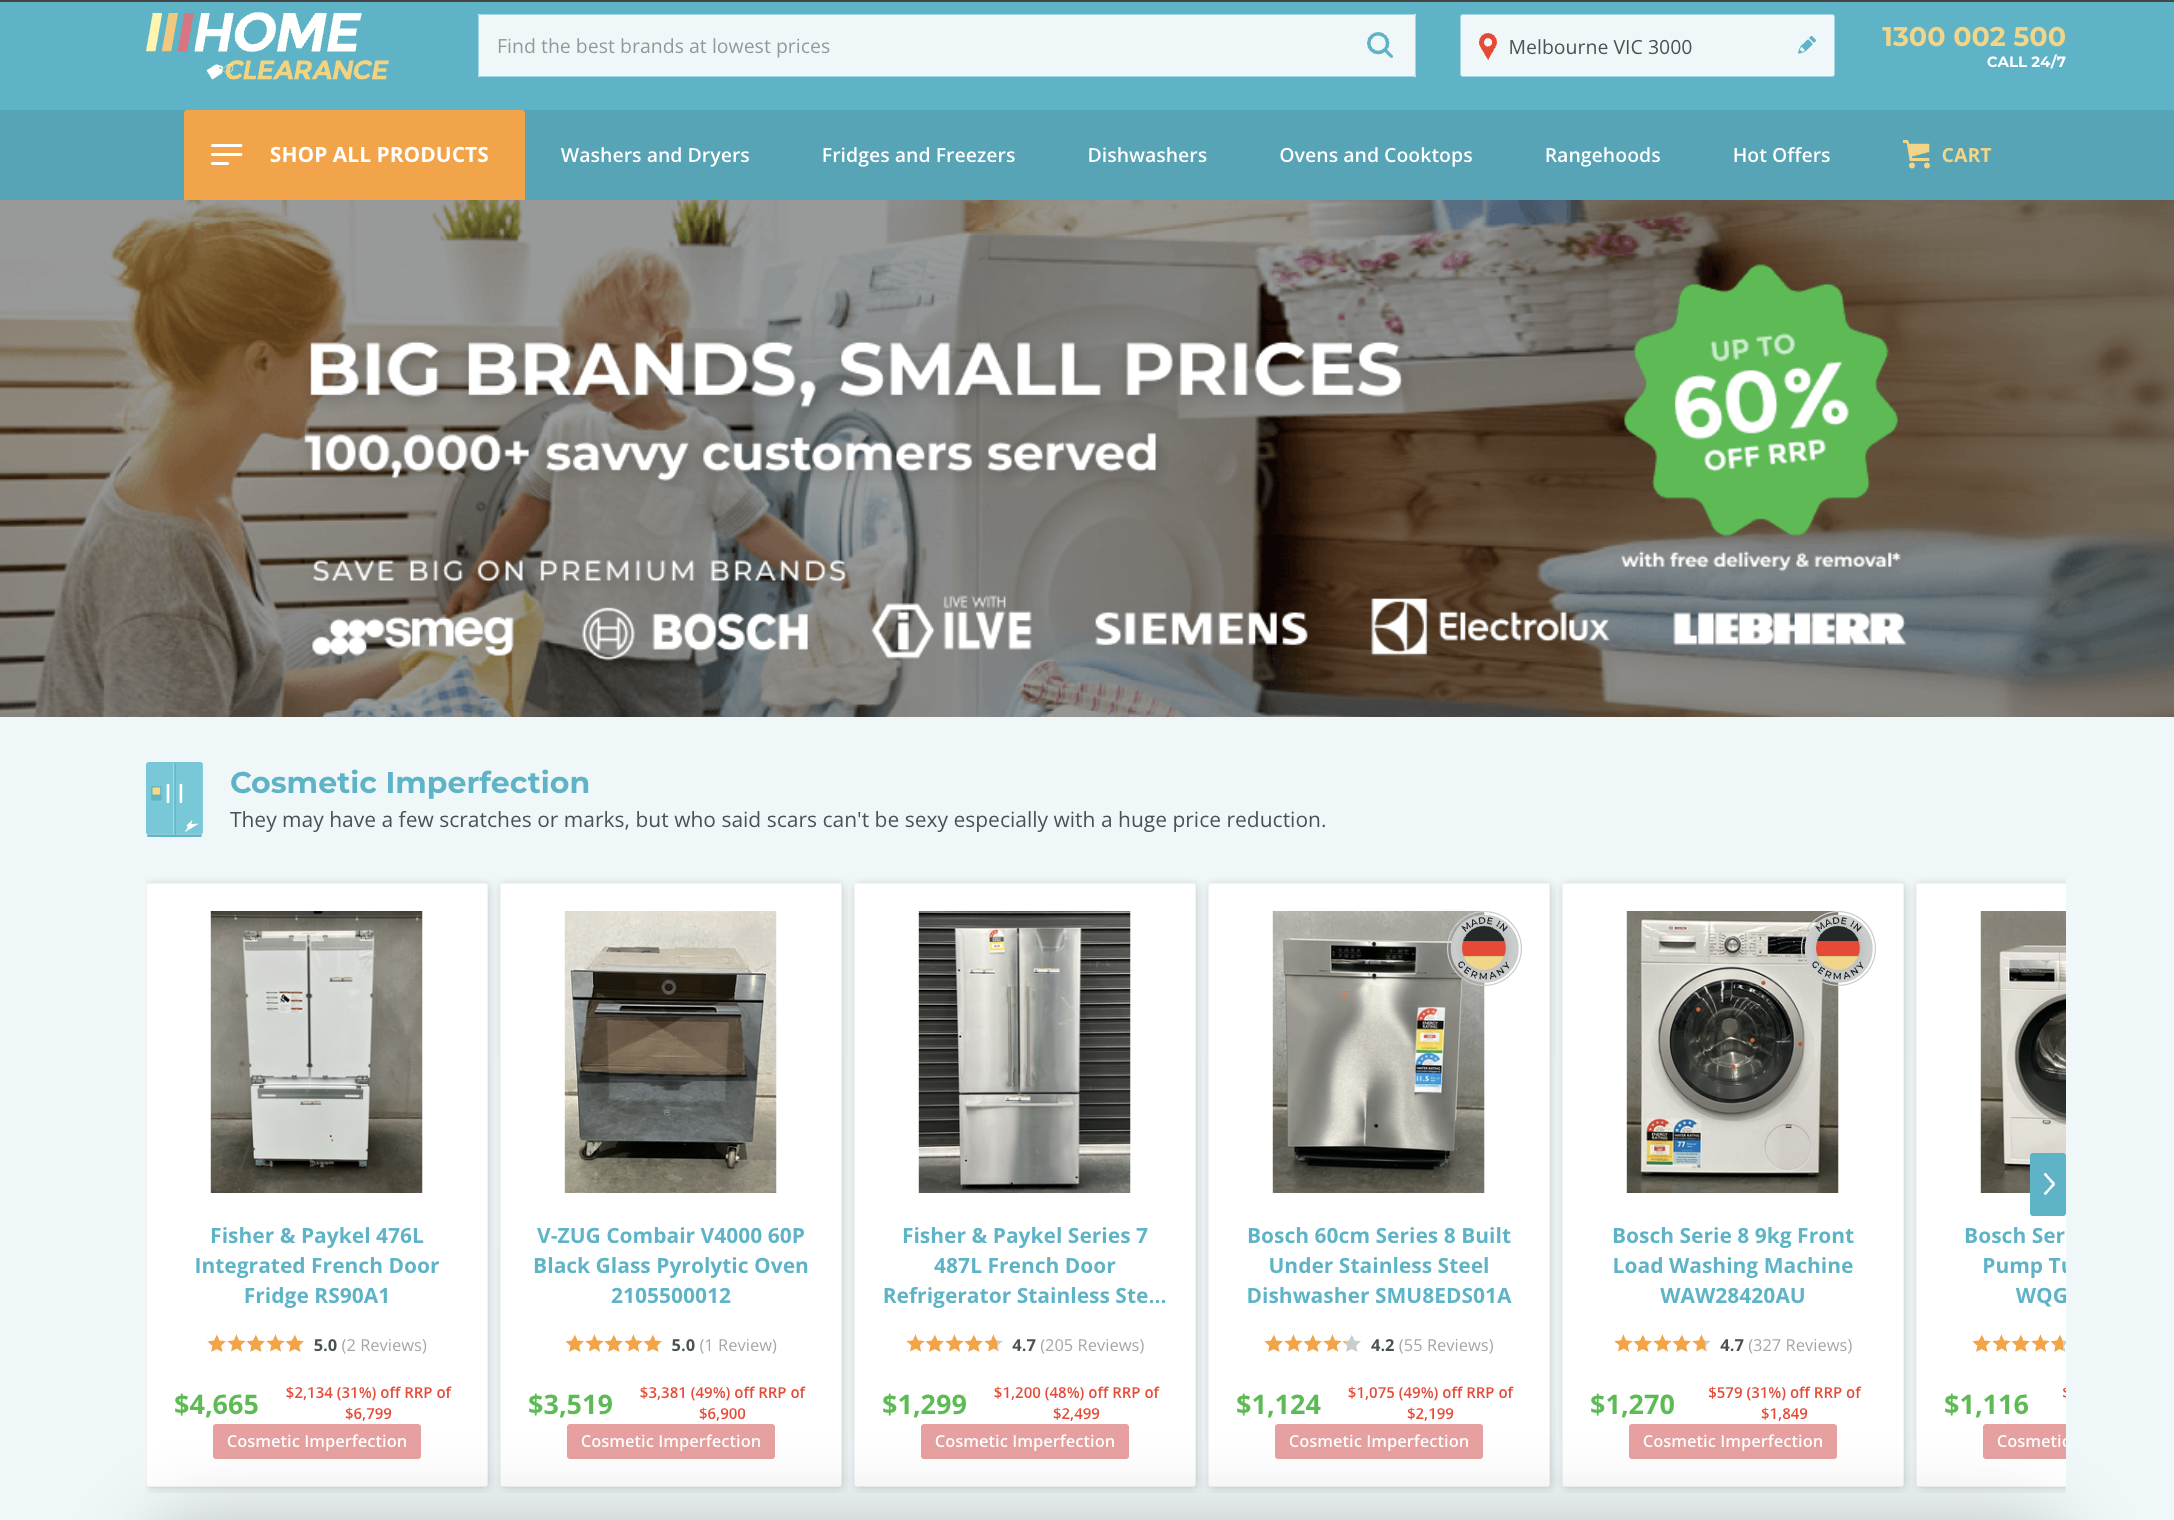 HOME
CLEARANCE
Find the best brands at lowest prices
Melbourne VIC 3000
1300 002 500
CALL 24/7
SHOP ALL PRODUCTS
Washers and Dryers
Fridges and Freezers
Dishwashers
Ovens and Cooktops
Rangehoods
Hot Offers
CART
BIG BRANDS, SMALL PRICES
100,000+ savvy customers served
UP TO
60%
OFF RRP
with free delivery & removal*
SAVE BIG ON PREMIUM BRANDS
smeg
BOSCH
LIVE WITH
ILVE
SIEMENS
Electrolux
LIEBHERR
Cosmetic Imperfection
They may have a few scratches or marks, but who said scars can't be sexy especially with a huge price reduction.
Fisher & Paykel 476L
Integrated French Door
Fridge RS90A1
5.0 (2 Reviews)
$4,665
$2,134 (31%) off RRP of
$6,799
Cosmetic Imperfection
V-ZUG Combair V4000 60P
Black Glass Pyrolytic Oven
2105500012
5.0 (1 Review)
$3,519
$3,381 (49%) off RRP of
$6,900
Cosmetic Imperfection
Fisher & Paykel Series 7
487L French Door
Refrigerator Stainless Ste...
4.7 (205 Reviews)
$1,299
$1,200 (48%) off RRP of
$2,499
Cosmetic Imperfection
MADE IN
GERMANY
Bosch 60cm Series 8 Built
Under Stainless Steel
Dishwasher SMU8EDS01A
4.2 (55 Reviews)
$1,124
$1,075 (49%) off RRP of
$2,199
Cosmetic Imperfection
MADE IN
GERMANY
Bosch Serie 8 9kg Front
Load Washing Machine
WAW28420AU
4.7 (327 Reviews)
$1,270
$579 (31%) off RRP of
$1,849
Cosmetic Imperfection
Bosch Ser
Pump Tu
WQG
$1,116
Cosmetic